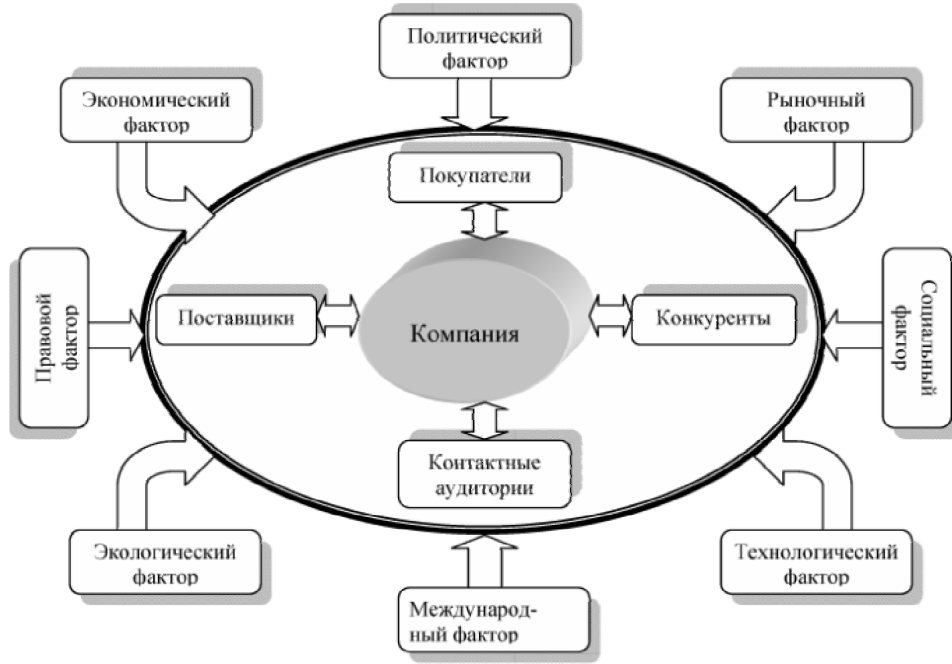 Политический
фактор
Экономический
фактор
Рыночный
фактор
Покупатели
Правовой
фактор
Поставщики
Компания
Конкуренты
Социальный
фактор
Контактные
аудитории
Экологический
фактор
Технологический
фактор
Международ-
ный фактор